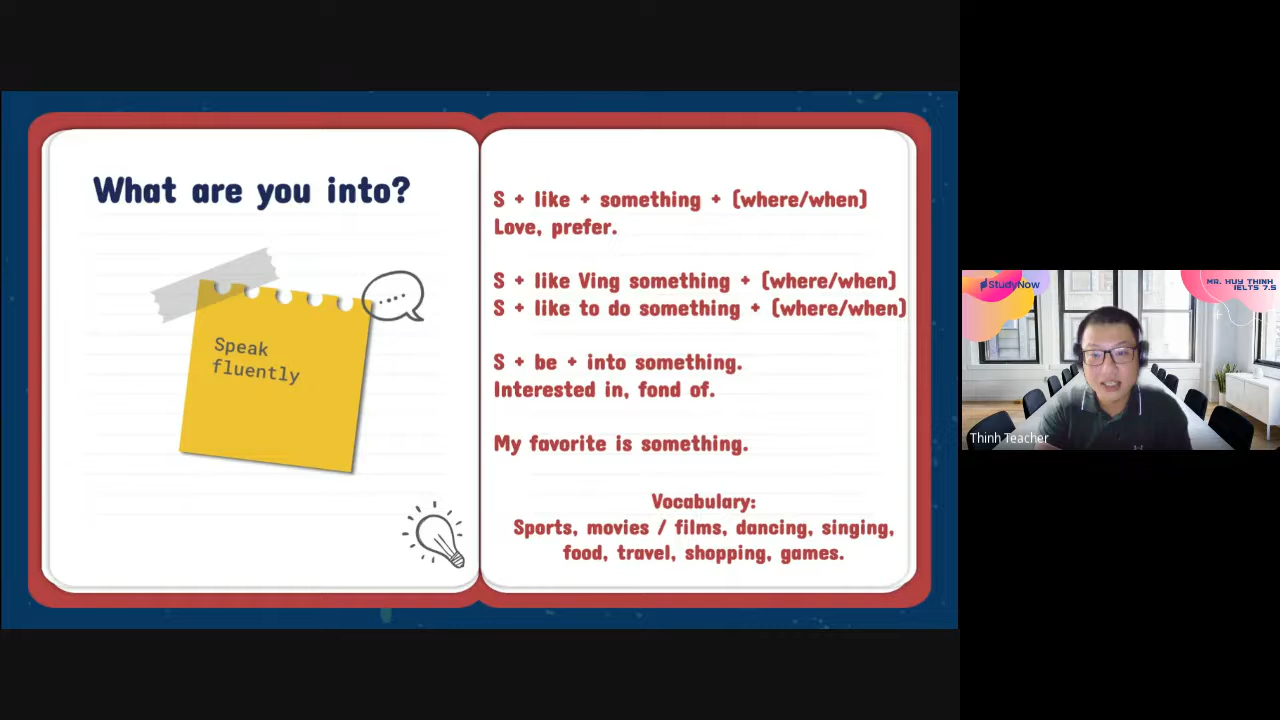 What are you into?
Speak
fluently
S + like + something + (where/when)
Love, prefer.
S + like Ving something + (where/when)
S + like to do something + (where/when)
S + be + into something.
Interested in, fond of.
My favorite is something.
Vocabulary:
Sports, movies / films, dancing, singing,
food, travel, shopping, games.
StudyNow
MR. HUY THINH
IELTS 7.5
Thinh Teacher